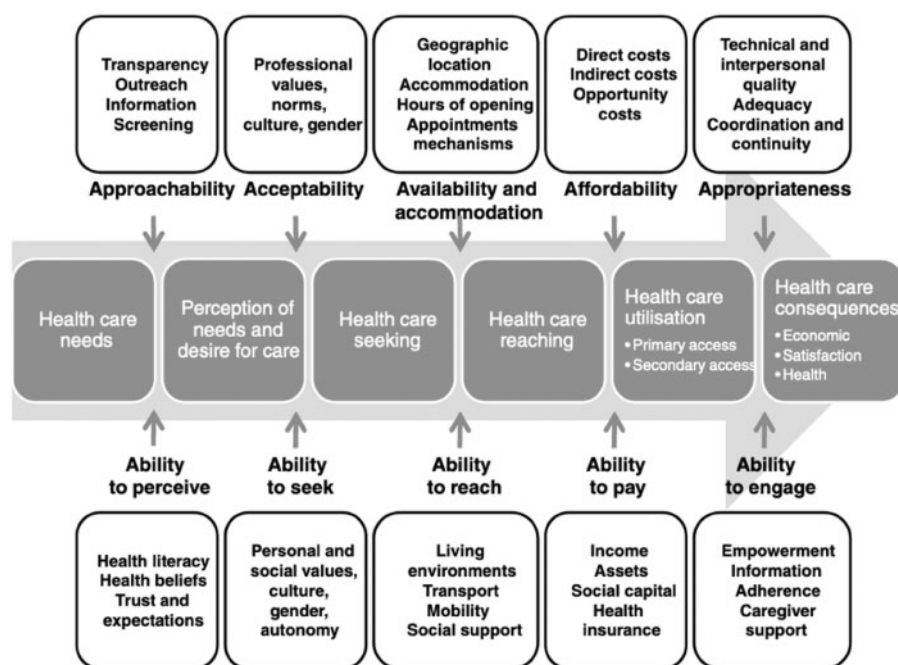 Transparency
Outreach
Information
Screening
Professional
values,
norms,
culture, gender
Geographic
location
Accommodation
Hours of opening
Appointments
mechanisms
Direct costs
Indirect costs
Opportunity
costs
Technical and
interpersonal
quality
Adequacy
Coordination and
continuity
Approachability
Acceptability
Availability and
accommodation
Affordability
Appropriateness
Health care
needs
Perception of
needs and
desire for care
Health care
seeking
Health care
reaching
Health care
utilisation
• Primary access
• Secondary access
Health care
consequences
• Economic
• Satisfaction
• Health
Ability
to perceive
Ability
to seek
Ability
to reach
Ability
to pay
Ability
to engage
Health literacy
Health beliefs
Trust and
expectations
Personal and
social values,
culture,
gender,
autonomy
Living
environments
Transport
Mobility
Social support
Income
Assets
Social capital
Health
insurance
Empowerment
Information
Adherence
Caregiver
support